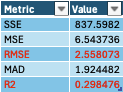 Metric Value
SSE 837.5982
MSE 6.543736
RMSE 2.558073
MAD 1.924482
R2 0.298476